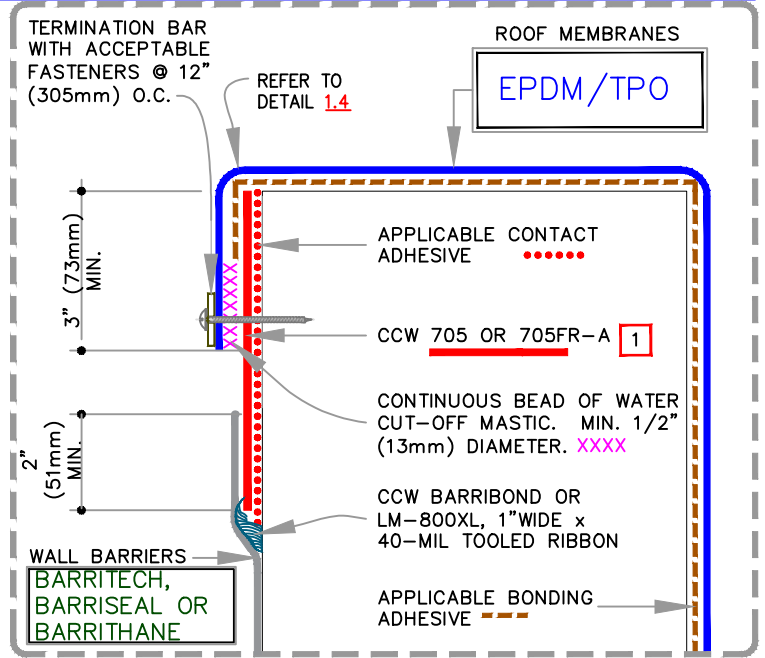 TERMINATION BAR
WITH ACCEPTABLE
FASTENERS @ 12"
(305mm) O.C.
REFER TO
DETAIL 1.4
ROOF MEMBRANES
EPDM/TPO
3" (73mm)
MIN.
APPLICABLE CONTACT
ADHESIVE
CCW 705 OR 705FR-A 1
CONTINUOUS BEAD OF WATER
CUT-OFF MASTIC. MIN. 1/2"
(13mm) DIAMETER. XXXX
XXXXXXX
2"
(51mm)
MIN.
CCW BARRIBOND OR
LM-800XL, 1"WIDE x
40-MIL TOOLED RIBBON
WALL BARRIERS
BARRITECH,
BARRISEAL OR
BARRITHANE
APPLICABLE BONDING
ADHESIVE